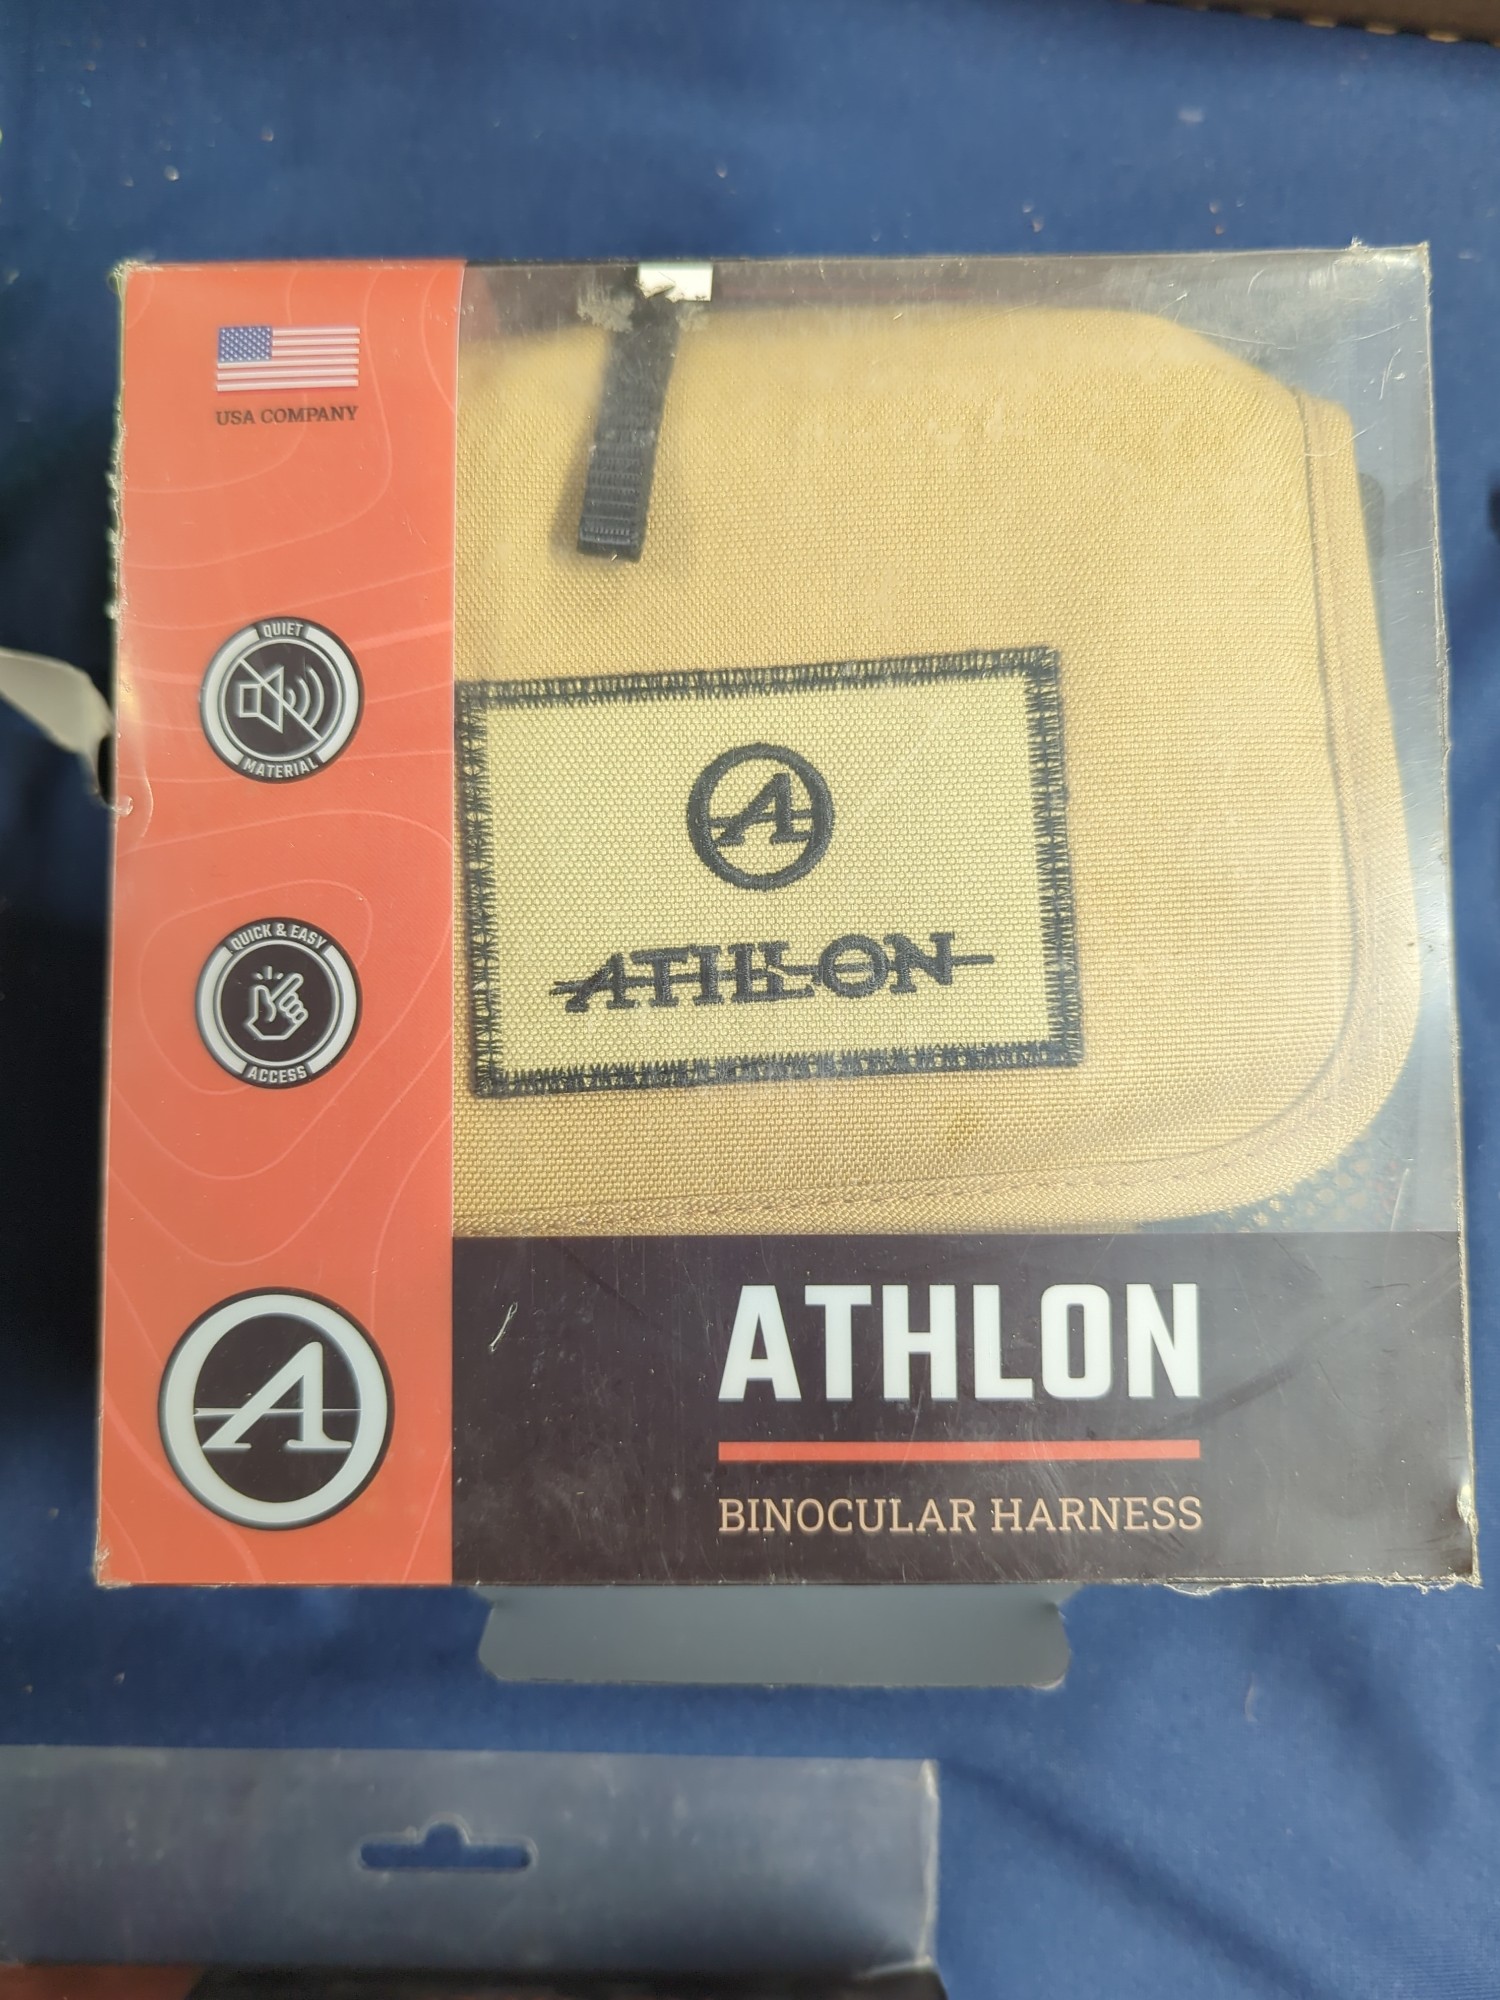 USA COMPANY
QUIET
MATERIAL
QUICK & EASY
ACCESS
A
A
ATHLON
ATHLON
BINOCULAR HARNESS